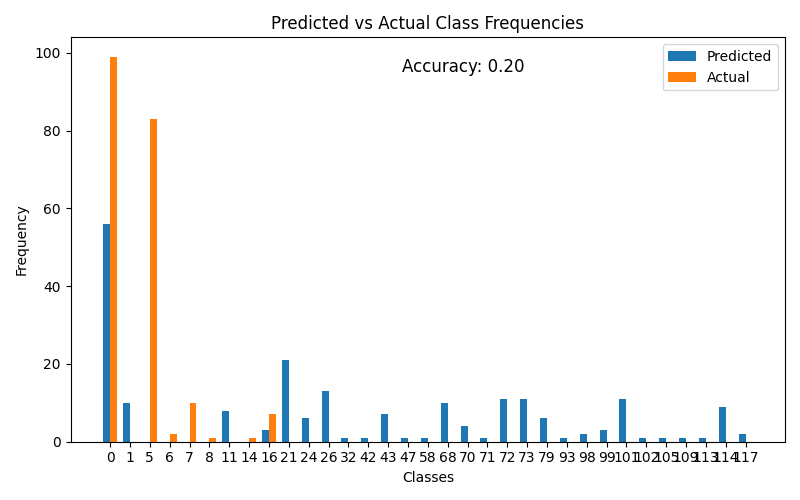 Predicted vs Actual Class Frequencies
Accuracy: 0.20
Predicted
Actual
Frequency
100
80
60
40
20
0
0 1 5 6 7 8 11 14 16 21 24 26 32 42 43 47 58 68 70 71 72 73 79 93 98 99 101 102 105 109 113 114 117
Classes